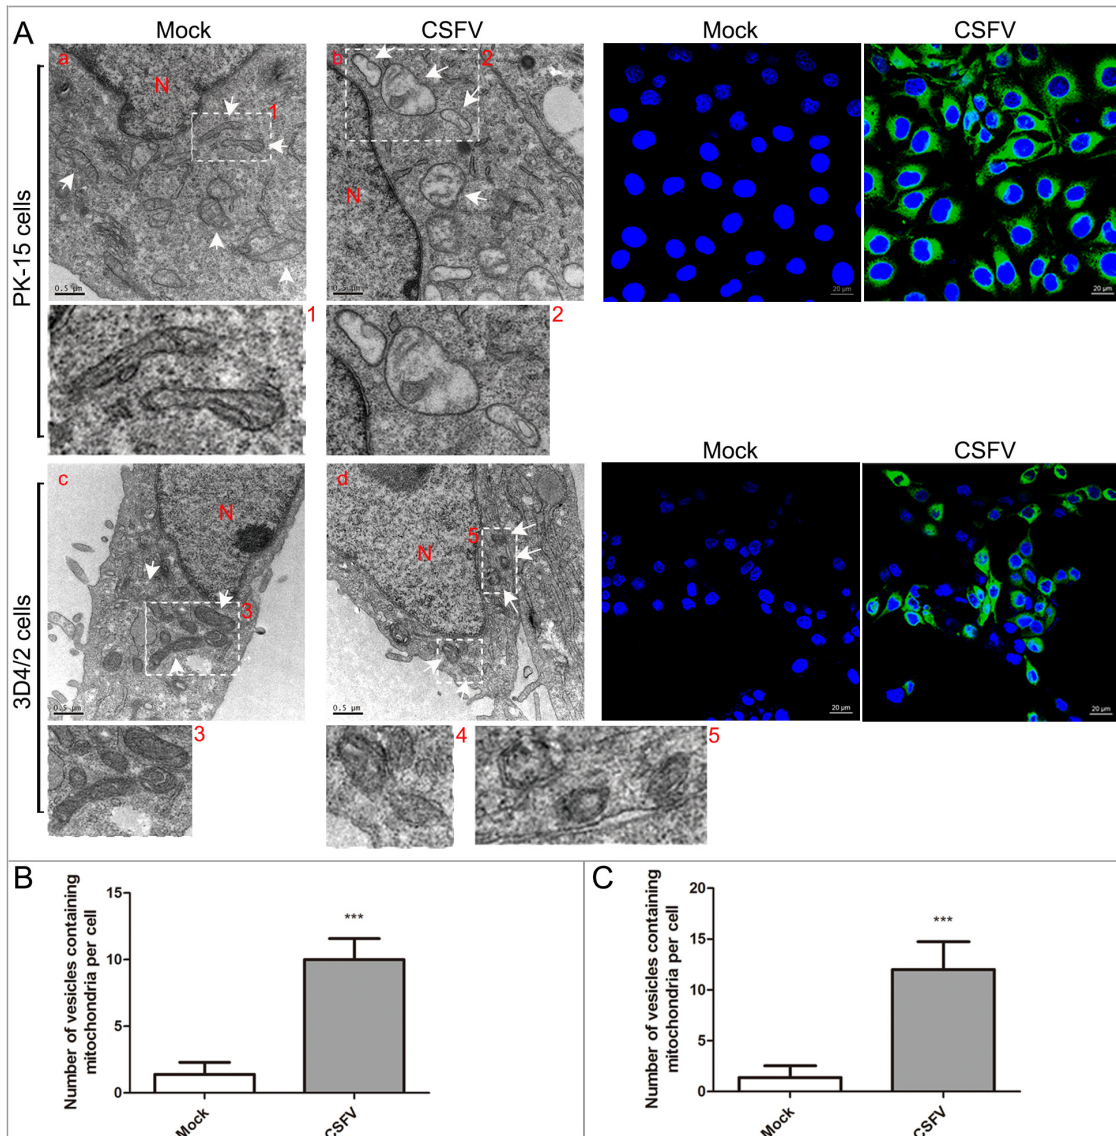 A
Mock
CSFV
PK-15 cells
a
N
1
0.5 µm
b
2
N
0.5 µm
20 µm
20 µm
1
2
Mock
CSFV
3D4/2 cells
c
N
3
0.5 µm
d
N
5
0.5 µm
20 µm
20 µm
3
4
5
B
Number of vesicles containing
mitochondria per cell
15
10
5
0
***
Mock
CSFV
C
Number of vesicles containing
mitochondria per cell
20
15
10
5
0
***
Mock
CSFV